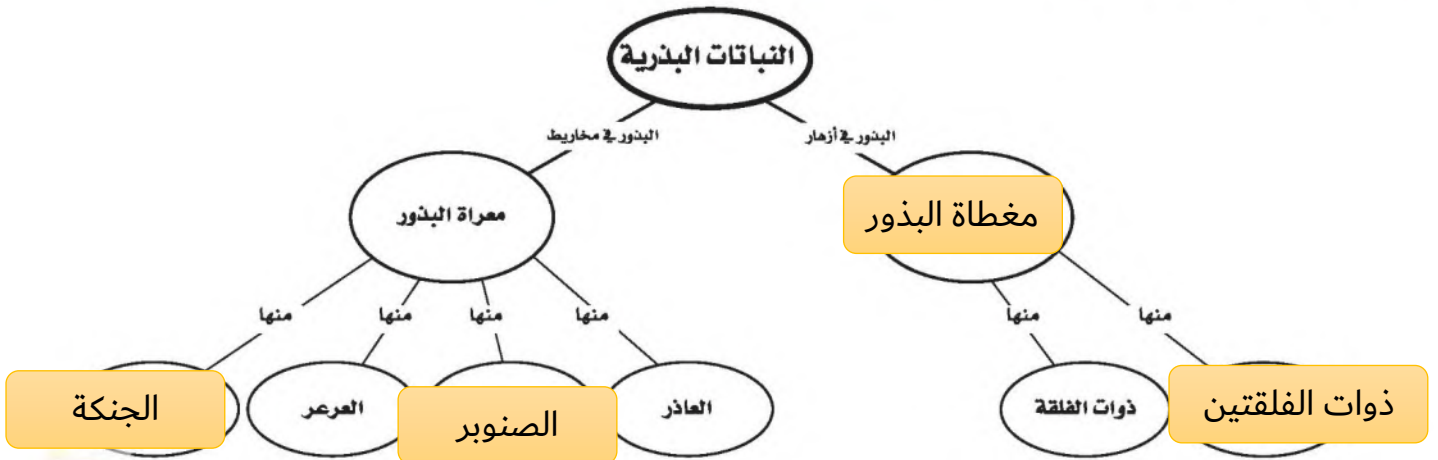 النباتات البذرية
البذور في أزهار
البذور في مخاريط
مغطاة البذور
معراة البذور
منها
منها
منها
منها
منها
منها
ذوات الفلقتين
ذوات الفلقة
العاذر
الصنوبر
العرعر
الجنكة